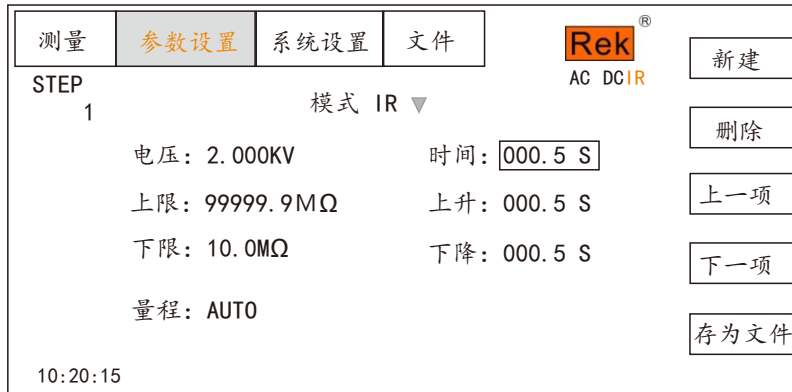 测量 参数设置 系统设置 文件
Rek®
AC DC IR
STEP
1
模式 IR ▼
电压: 2.000KV
时间: 000.5 S
上限: 99999.9MΩ
上升: 000.5 S
下限: 10.0MΩ
下降: 000.5 S
量程: AUTO
10:20:15
新建
删除
上一项
下一项
存为文件